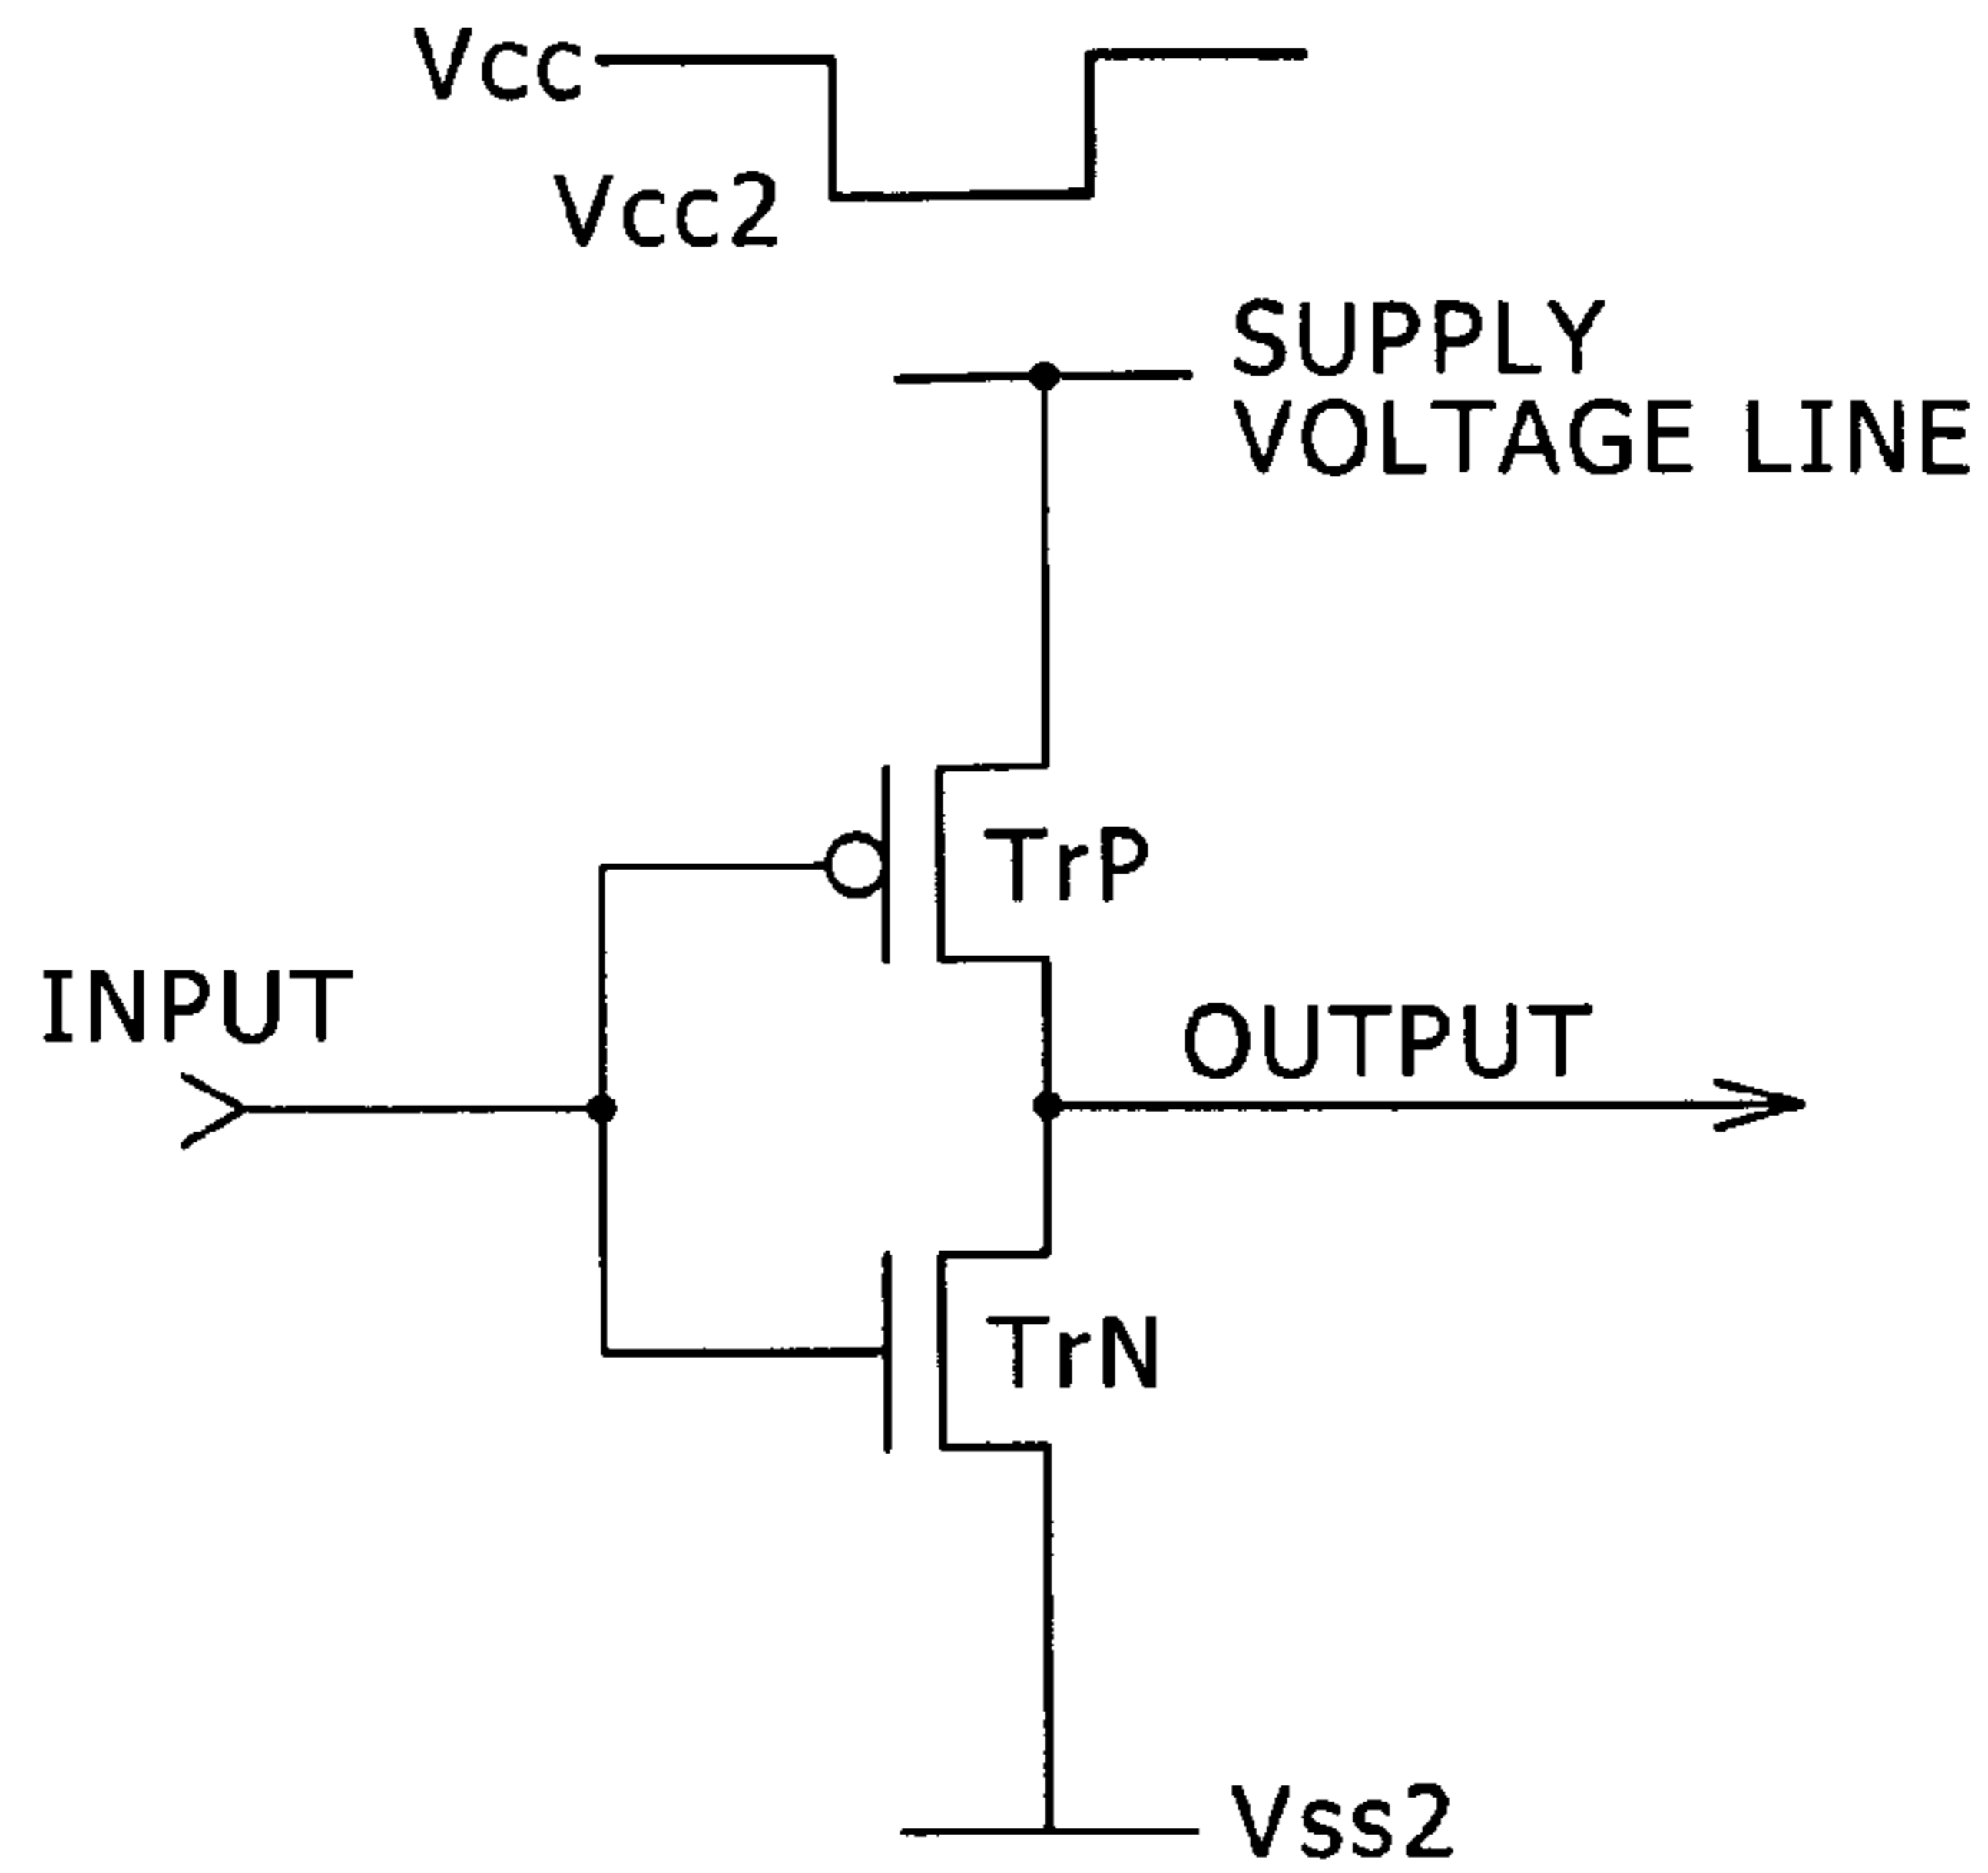 Vcc
Vcc2
SUPPLY
VOLTAGE LINE
TrP
INPUT
OUTPUT
TrN
Vss2